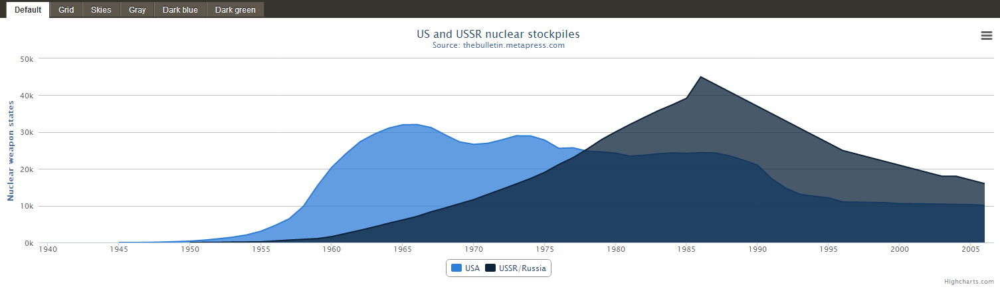 Default Grid Skies Gray Dark blue Dark green
US and USSR nuclear stockpiles
Source: thebulletin.metapress.com
Nuclear weapon states
50k
40k
30k
20k
10k
0k
1940 1945 1950 1955 1960 1965 1970 1975 1980 1985 1990 1995 2000 2005
USA USSR/Russia
Highcharts.com